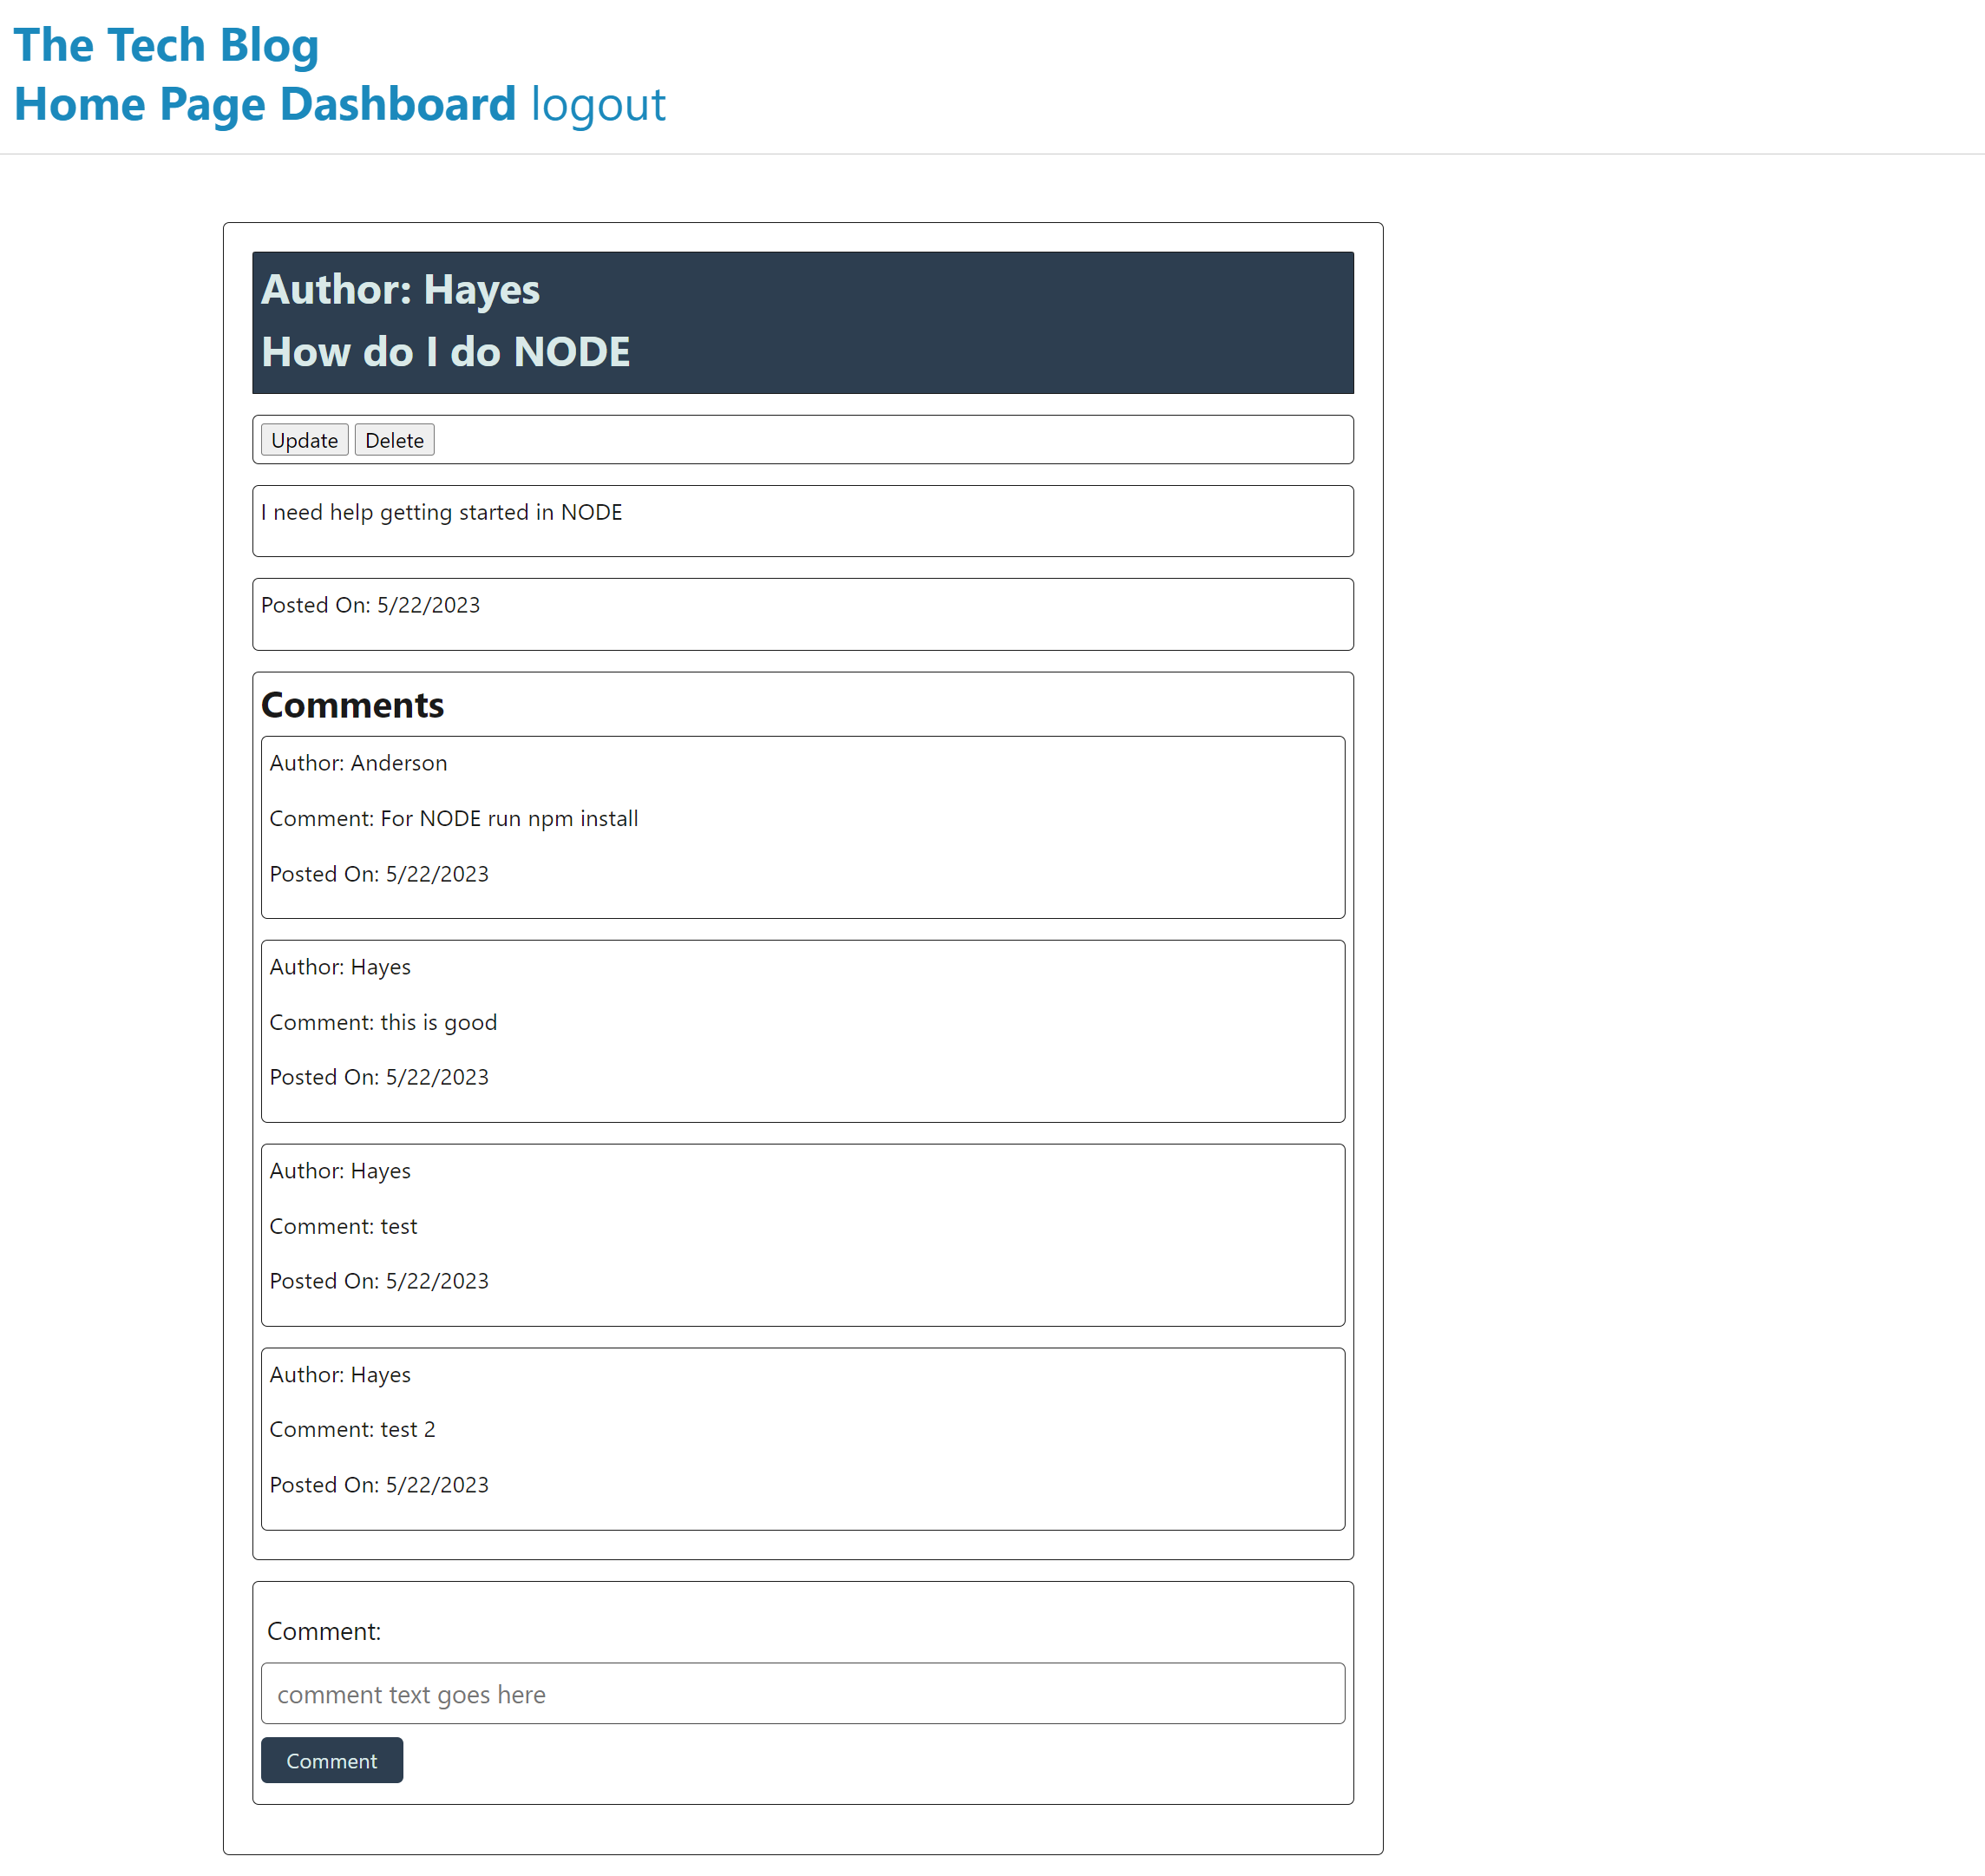 The Tech Blog
Home Page Dashboard logout
Author: Hayes
How do I do NODE
Update Delete
I need help getting started in NODE
Posted On: 5/22/2023
Comments
Author: Anderson
Comment: For NODE run npm install
Posted On: 5/22/2023
Author: Hayes
Comment: this is good
Posted On: 5/22/2023
Author: Hayes
Comment: test
Posted On: 5/22/2023
Author: Hayes
Comment: test 2
Posted On: 5/22/2023
Comment:
comment text goes here
Comment